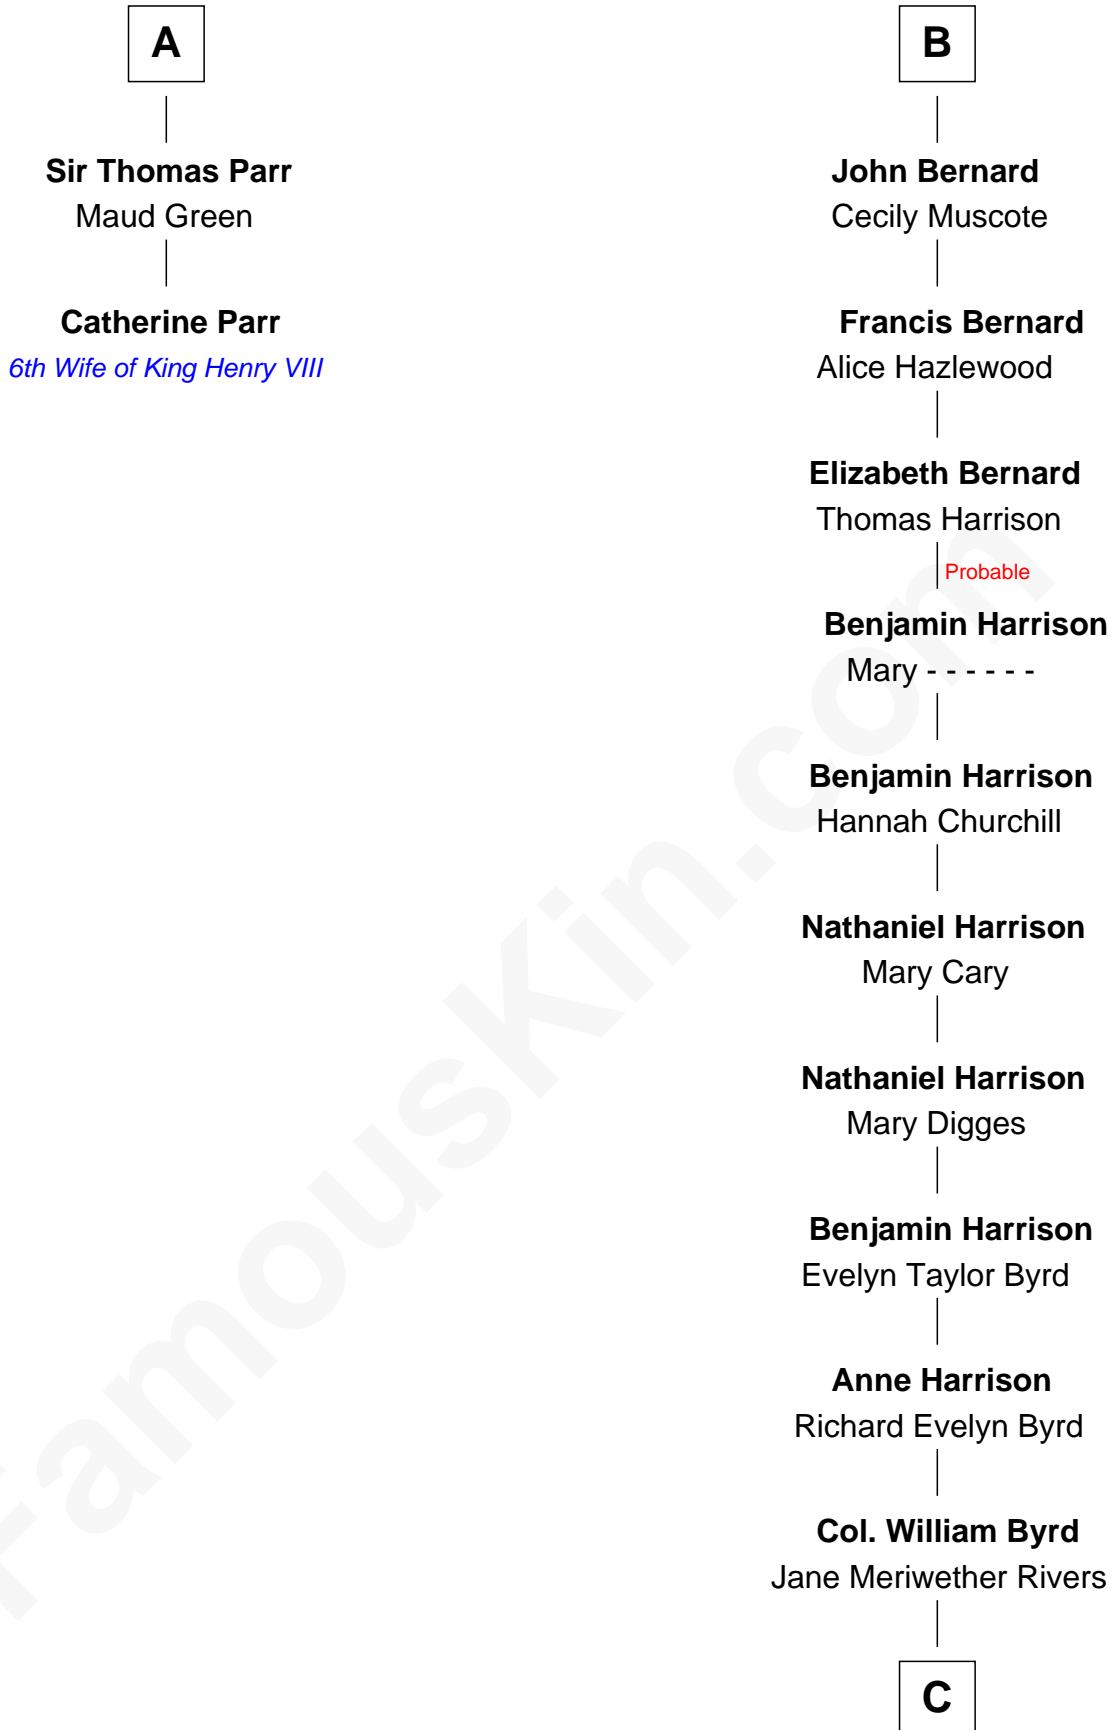 A
Sir Thomas Parr
Maud Green
Catherine Parr
6th Wife of King Henry VIII
B
John Bernard
Cecily Muscote
Francis Bernard
Alice Hazlewood
Elizabeth Bernard
Thomas Harrison
Probable
Benjamin Harrison
Mary - - - - - -
Benjamin Harrison
Hannah Churchill
Nathaniel Harrison
Mary Cary
Nathaniel Harrison
Mary Digges
Benjamin Harrison
Evelyn Taylor Byrd
Anne Harrison
Richard Evelyn Byrd
Col. William Byrd
Jane Meriwether Rivers
C
FamousKin.com